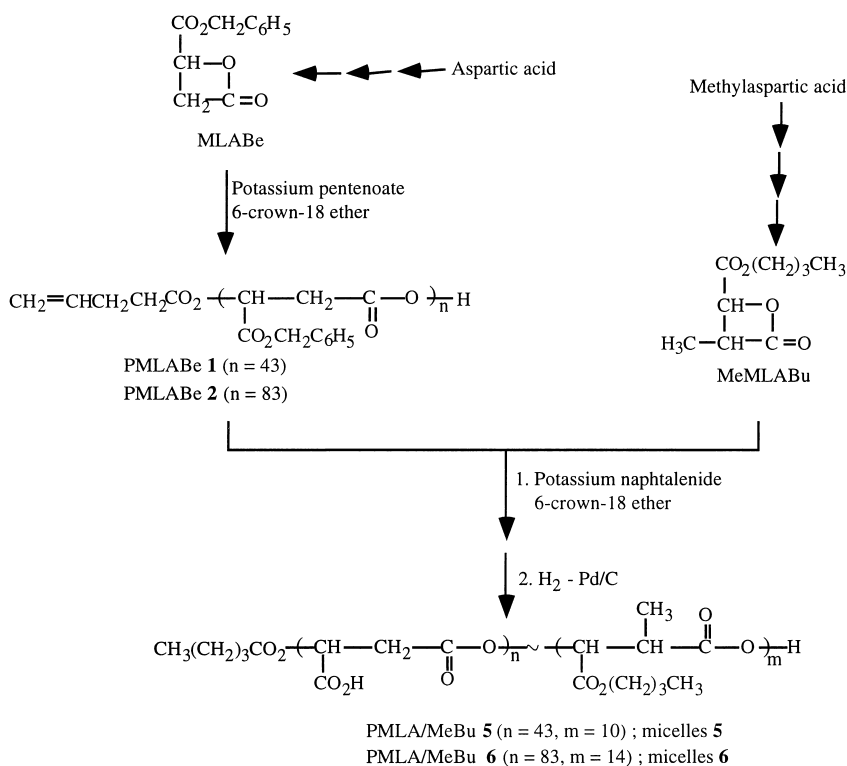 CO₂CH₂C₆H₅
CH—O
CH₂—C=O
MLABe
Aspartic acid
Methylaspartic acid
Potassium pentenoate
6-crown-18 ether
CO₂(CH₂)₃CH₃
CH—O
H₃C—CH—C=O
MeMLABu
CH₂=CHCH₂CH₂CO₂—(—CH—CH₂—C—O—)ₙ—H
CO₂CH₂C₆H₅ O
PMLABe 1 (n = 43)
PMLABe 2 (n = 83)
1. Potassium naphtalenide
6-crown-18 ether
2. H₂ - Pd/C
CH₃ O
CH₃(CH₂)₃CO₂—(—CH—CH₂—C—O—)ₙ~—(—CH—CH—C—O—)ₘ—H
CO₂H O CO₂(CH₂)₃CH₃
PMLA/MeBu 5 (n = 43, m = 10) ; micelles 5
PMLA/MeBu 6 (n = 83, m = 14) ; micelles 6